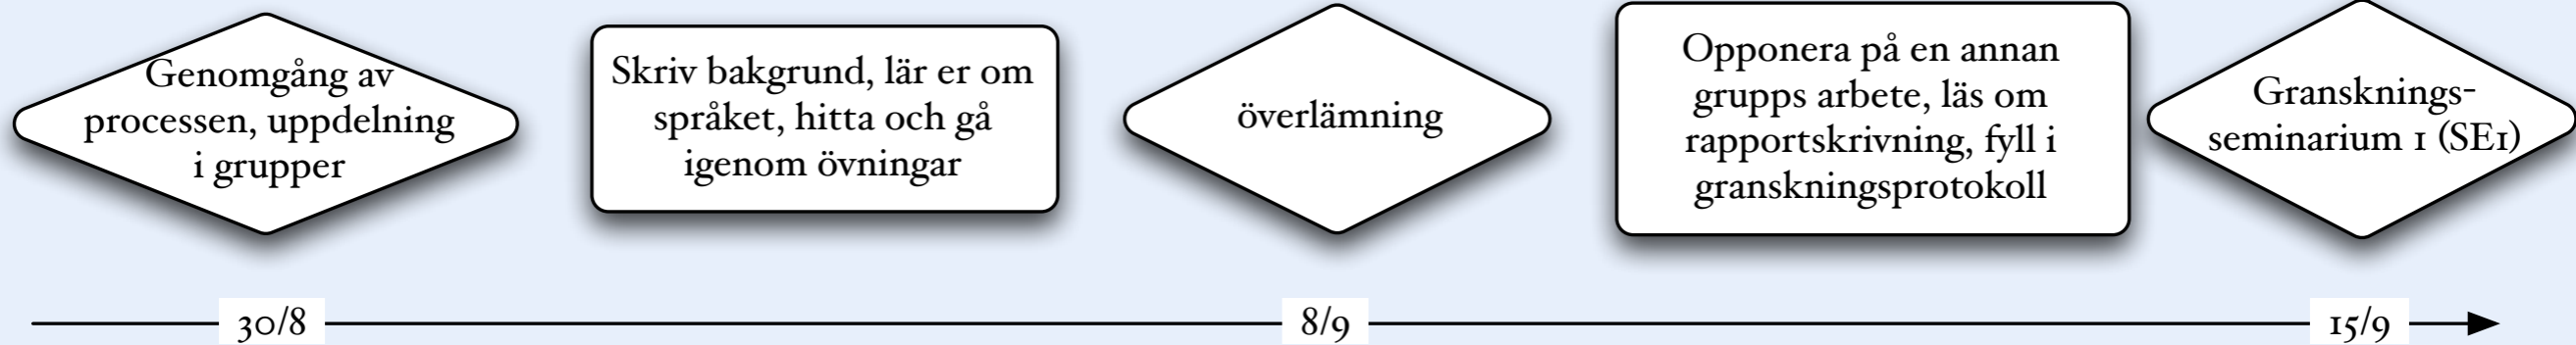 Genomgång av
processen, uppdelning
i grupper
Skriv bakgrund, lär er om
språket, hitta och gå
igenom övningar
överlämning
Opponera på en annan
grupps arbete, läs om
rapportskrivning, fyll i
granskningsprotokoll
Gransknings-
seminarium 1 (SE1)
30/8
8/9
15/9